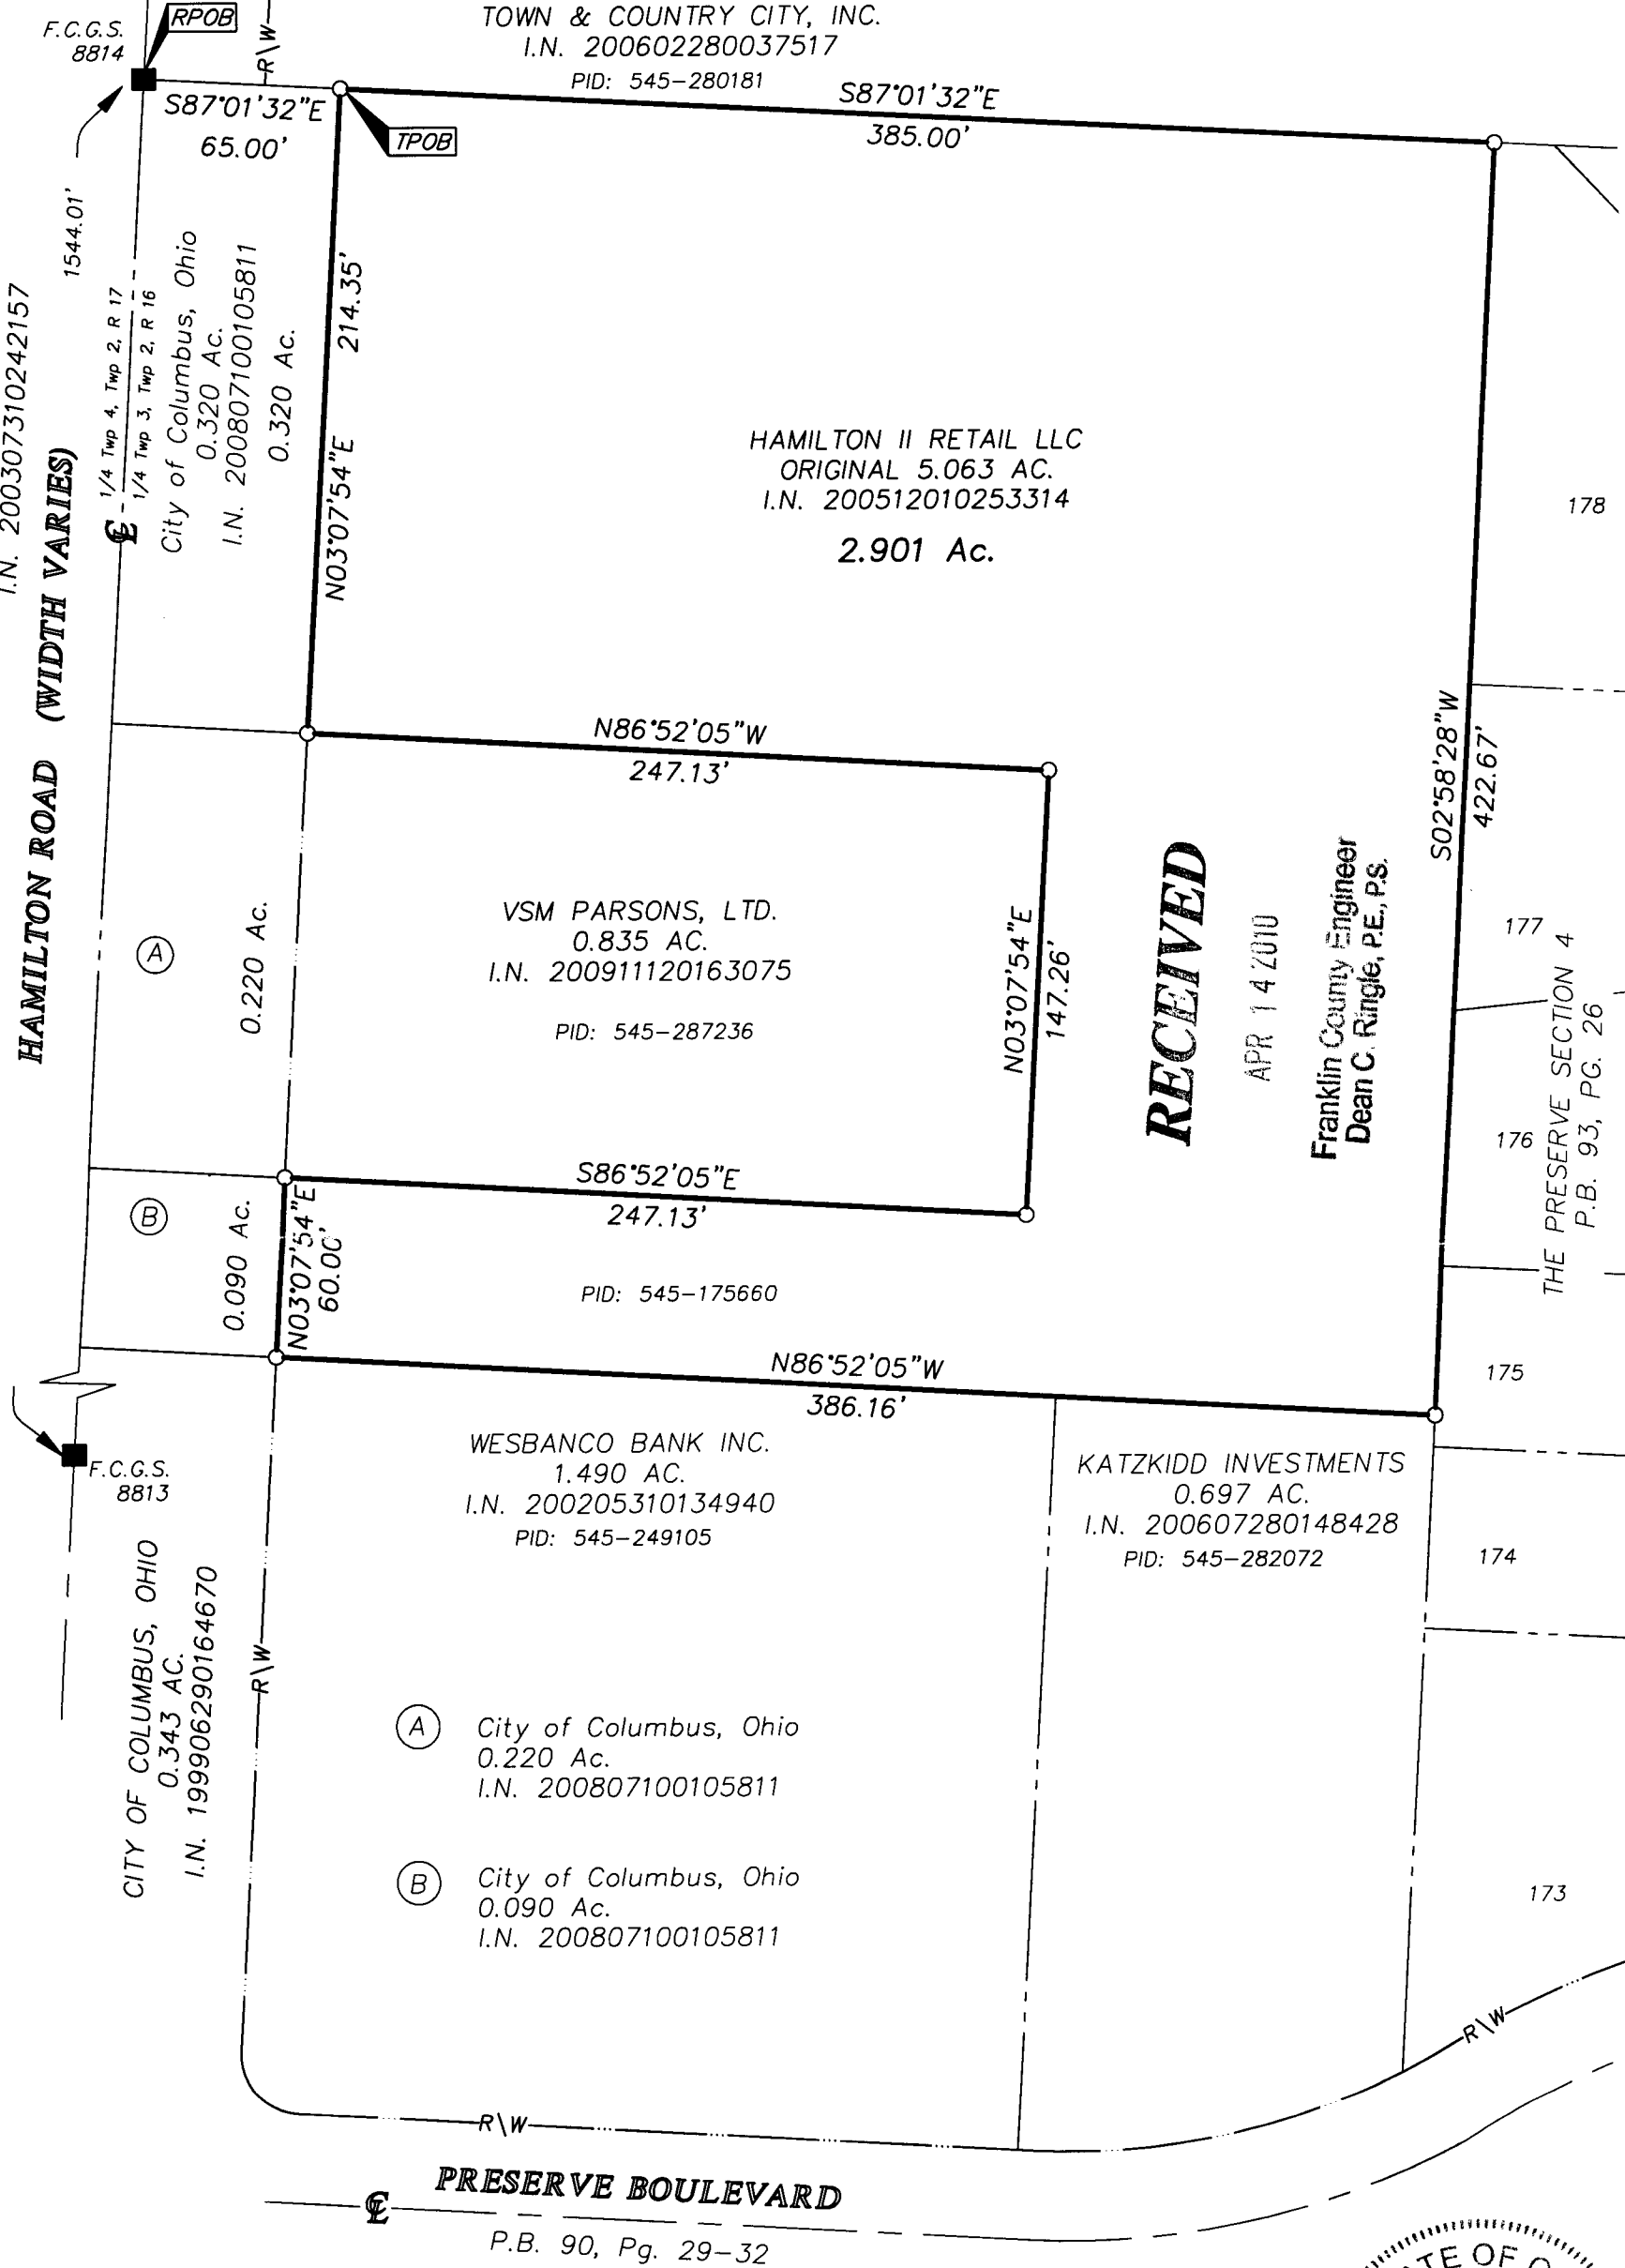 TOWN & COUNTRY CITY, INC.
I.N. 200602280037517
PID: 545-280181
F.C.G.S.
8814
RPOB
R\W
S87°01'32"E
65.00'
TPOB
S87°01'32"E
385.00'
1544.01'
I.N. 200307310242157
HAMILTON ROAD (WIDTH VARIES)
℄
1/4 Twp 4, Twp 2, R 17
1/4 Twp 3, Twp 2, R 16
City of Columbus, Ohio
0.320 Ac.
I.N. 200807100105811
0.320 Ac.
N03°07'54"E 214.35'
HAMILTON II RETAIL LLC
ORIGINAL 5.063 AC.
I.N. 200512010253314
2.901 Ac.
178
N86°52'05"W
247.13'
S02°58'28"W
422.67'
A
0.220 Ac.
VSM PARSONS, LTD.
0.835 AC.
I.N. 200911120163075
PID: 545-287236
N03°07'54"E
147.26'
RECEIVED
APR 14 2010
Franklin County Engineer
Dean C. Ringle, P.E., P.S.
177
THE PRESERVE SECTION 4
P.B. 93, PG. 26
176
S86°52'05"E
247.13'
B
0.090 Ac.
N03°07'54"E
60.00'
PID: 545-175660
N86°52'05"W
386.16'
175
F.C.G.S.
8813
WESBANCO BANK INC.
1.490 AC.
I.N. 200205310134940
PID: 545-249105
KATZKIDD INVESTMENTS
0.697 AC.
I.N. 200607280148428
PID: 545-282072
174
CITY OF COLUMBUS, OHIO
0.343 AC.
I.N. 199906290164670
R\W
A City of Columbus, Ohio
0.220 Ac.
I.N. 200807100105811
B City of Columbus, Ohio
0.090 Ac.
I.N. 200807100105811
173
R\W
R\W
PRESERVE BOULEVARD
℄
P.B. 90, Pg. 29-32
TE OF O